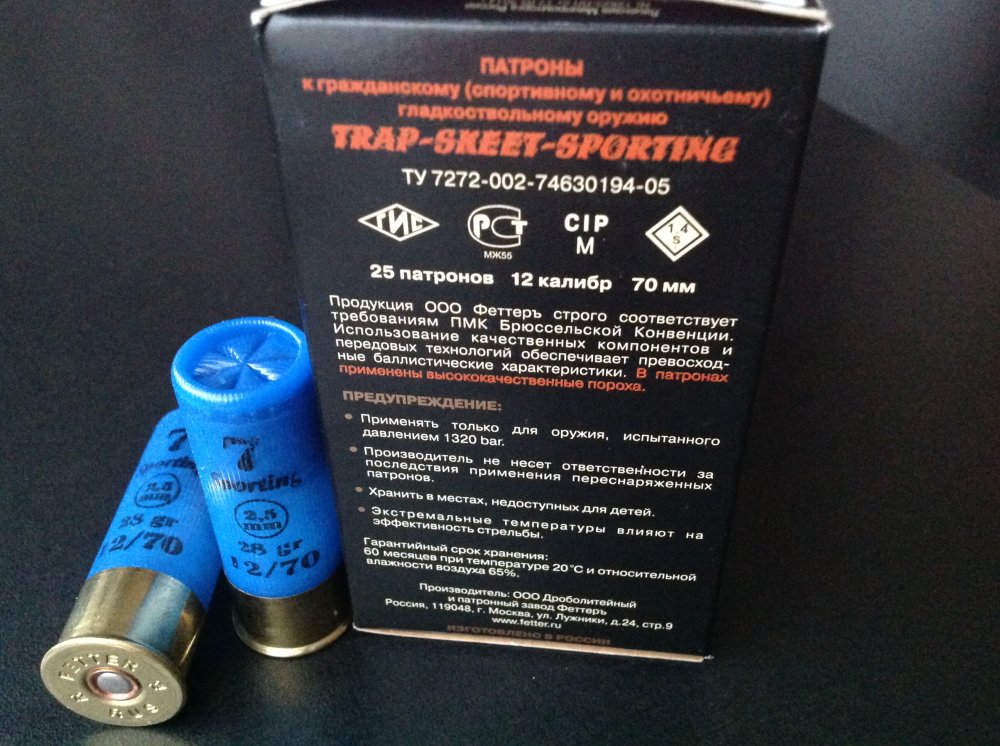 ПАТРОНЫ
к гражданскому (спортивному и охотничьему)
гладкоствольному оружию
TRAP-SKEET-SPORTING
ТУ 7272-002-74630194-05
ГИС
РСТ
МЖ55
CIP
M
1.4
S
25 патронов 12 калибр 70 мм
Продукция ООО Феттеръ строго соответствует
требованиям ПМК Брюссельской Конвенции.
Использование качественных компонентов и
передовых технологий обеспечивает превосход-
ные баллистические характеристики. В патронах
применены высококачественные пороха.
ПРЕДУПРЕЖДЕНИЕ:
• Применять только для оружия, испытанного
давлением 1320 bar.
• Производитель не несет ответственности за
последствия применения переснаряженных
патронов.
• Хранить в местах, недоступных для детей.
• Экстремальные температуры влияют на
эффективность стрельбы.
Гарантийный срок хранения:
60 месяцев при температуре 20°С и относительной
влажности воздуха 65%.
Производитель: ООО Дроболитейный
и патронный завод Феттеръ
Россия, 119048, г. Москва, ул. Лужники, д.24, стр.9
www.fetter.ru
ИЗГОТОВЛЕНО В РОССИИ
7
Sporting
2,5
mm
28 gr
12/70
7
Sporting
2,5
mm
28 gr
12/70
FETTER
RUS